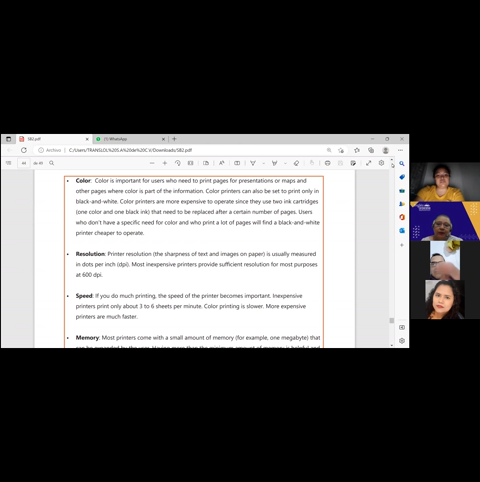 SB2.pdf
(1) WhatsApp
Archivo
C:/Users/TRANSLOL%20S.A%20de%20C.V/Downloads/SB2.pdf
44 de 49
• Color: Color is important for users who need to print pages for presentations or maps and
other pages where color is part of the information. Color printers can also be set to print only in
black-and-white. Color printers are more expensive to operate since they use two ink cartridges
(one color and one black ink) that need to be replaced after a certain number of pages. Users
who don't have a specific need for color and who print a lot of pages will find a black-and-white
printer cheaper to operate.
• Resolution: Printer resolution (the sharpness of text and images on paper) is usually measured
in dots per inch (dpi). Most inexpensive printers provide sufficient resolution for most purposes
at 600 dpi.
• Speed: If you do much printing, the speed of the printer becomes important. Inexpensive
printers print only about 3 to 6 sheets per minute. Color printing is slower. More expensive
printers are much faster.
• Memory: Most printers come with a small amount of memory (for example, one megabyte) that